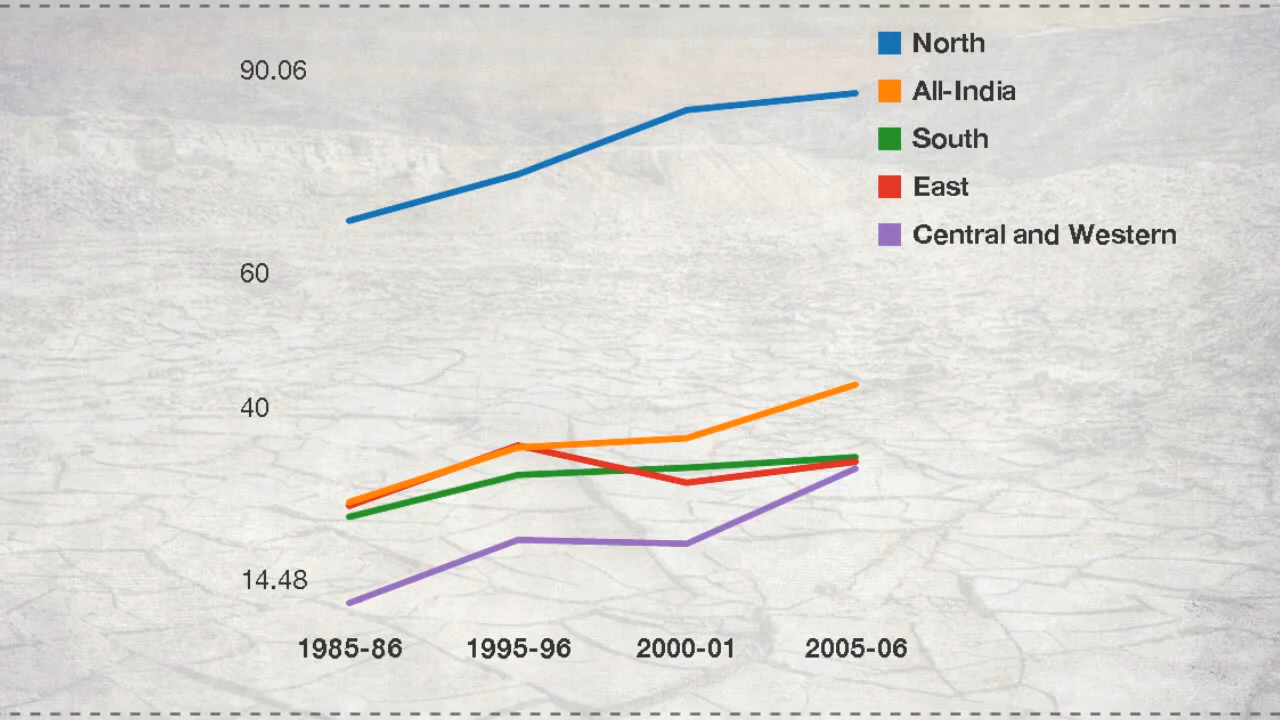 90.06
60
40
14.48
1985-86 1995-96 2000-01 2005-06
North
All-India
South
East
Central and Western